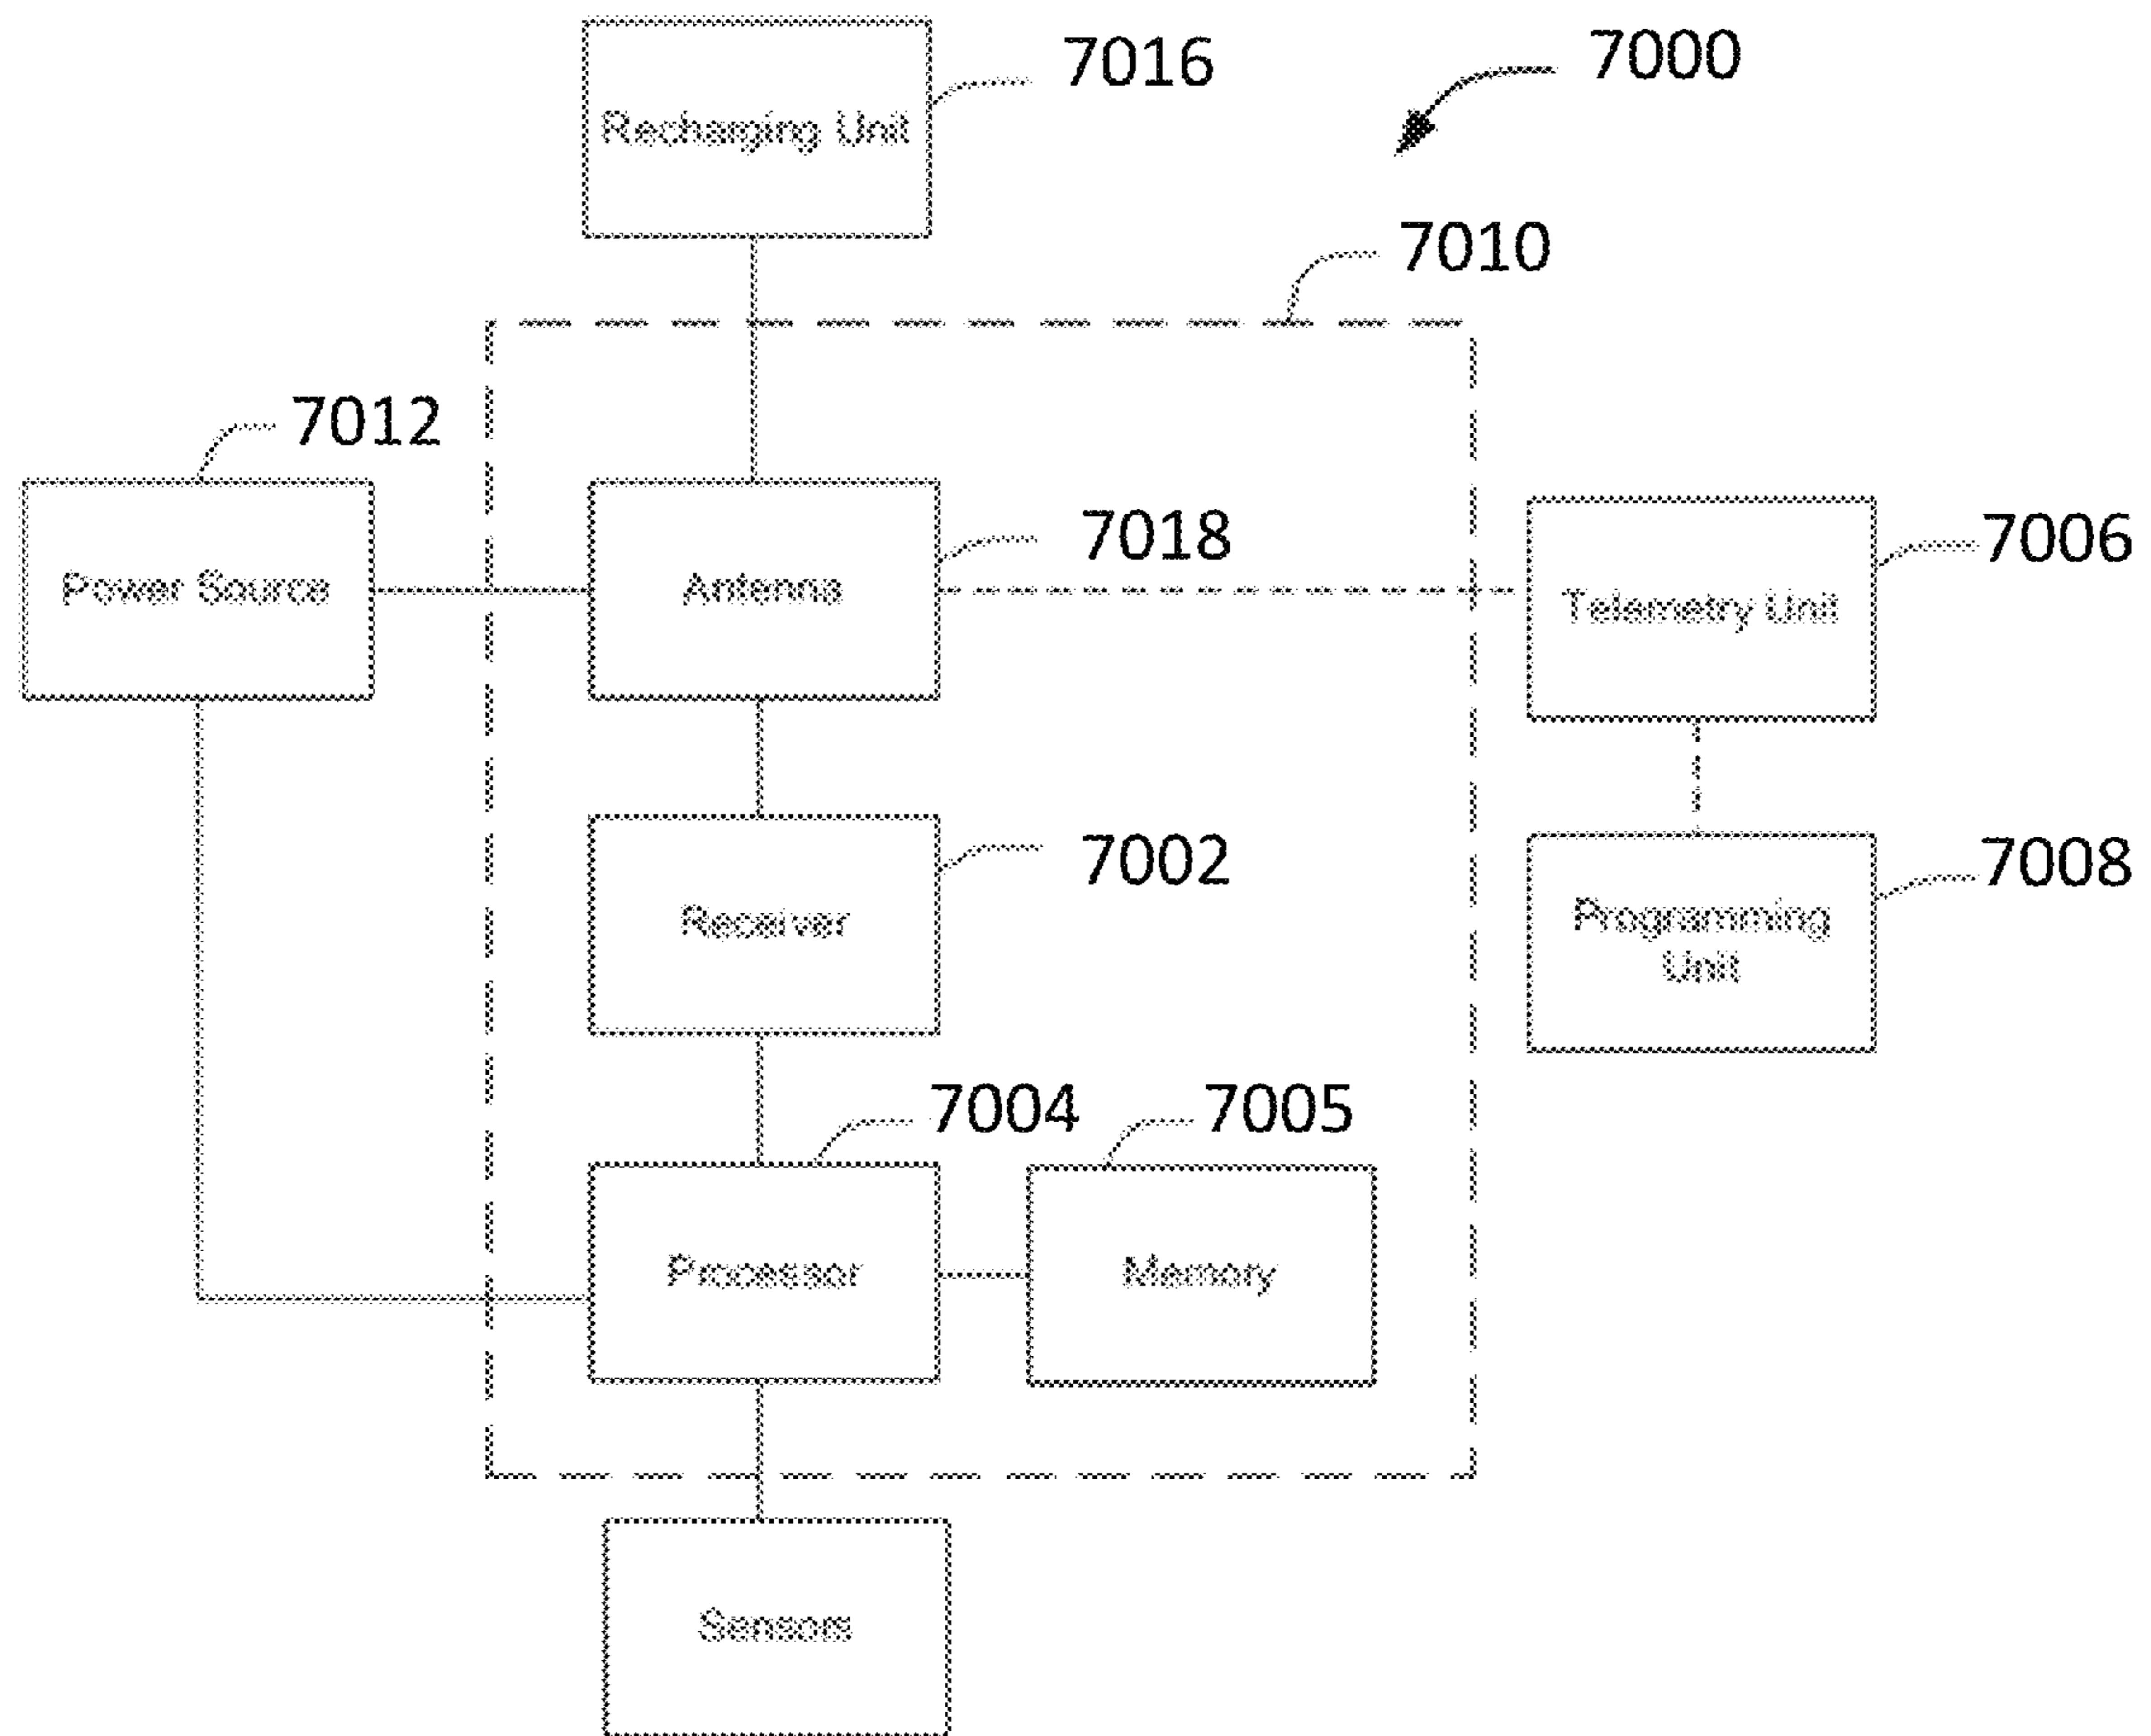 7016
7000
Recharging Unit
7010
7012
7018
7006
Power Source
Antenna
Telemetry Unit
7002
7008
Receiver
Programming
Unit
7004
7005
Processor
Memory
Sensors